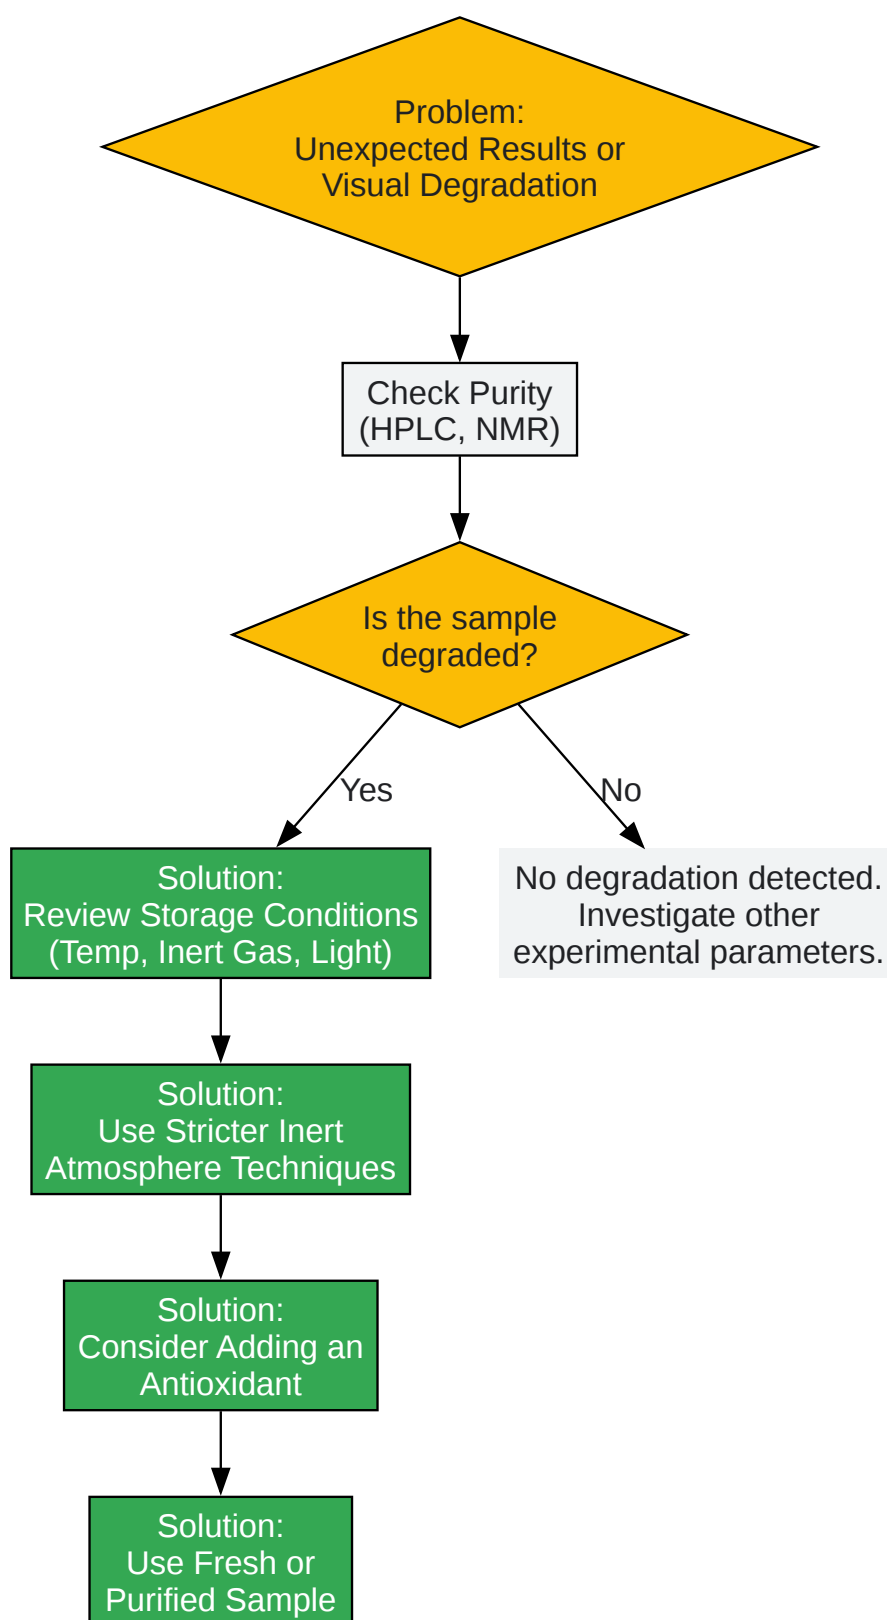 Problem:
Unexpected Results or
Visual Degradation
Check Purity
(HPLC, NMR)
Is the sample
degraded?
Yes
No
Solution:
Review Storage Conditions
(Temp, Inert Gas, Light)
No degradation detected.
Investigate other
experimental parameters.
Solution:
Use Stricter Inert
Atmosphere Techniques
Solution:
Consider Adding an
Antioxidant
Solution:
Use Fresh or
Purified Sample